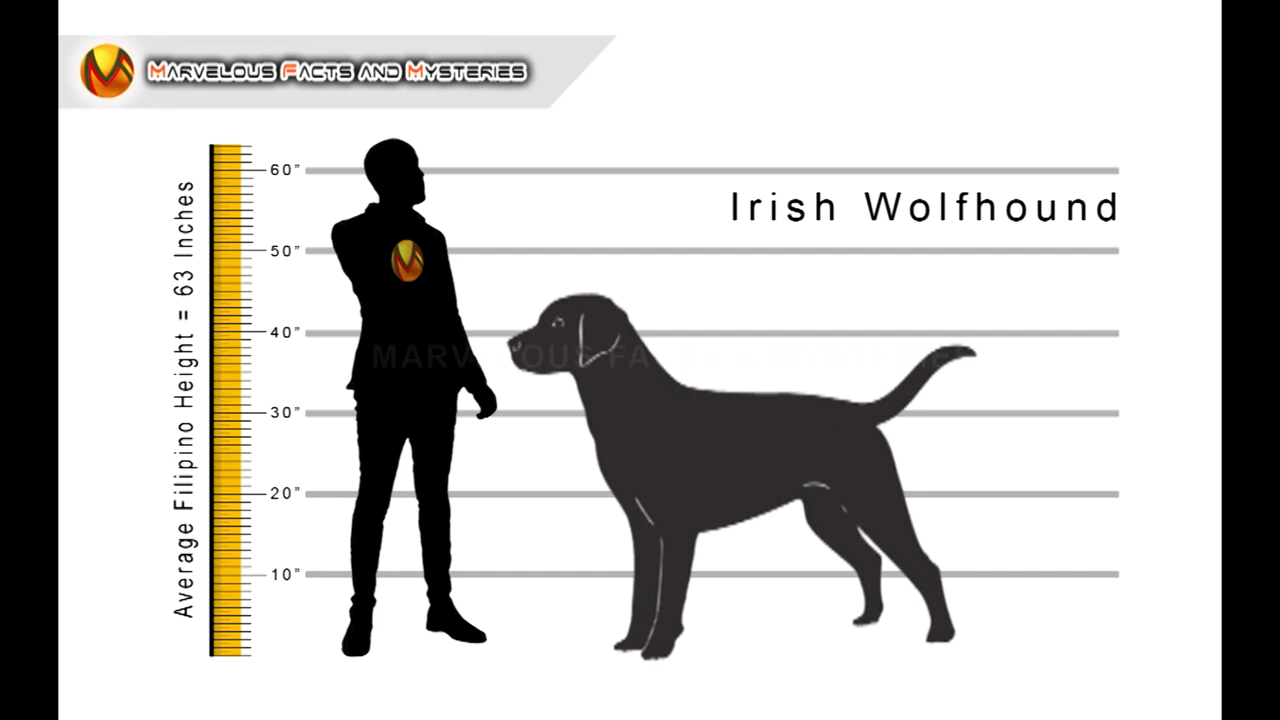 Marvelous Facts and Mysteries
Irish Wolfhound
Average Filipino Height = 63 Inches
60”
50”
40”
30”
20”
10”